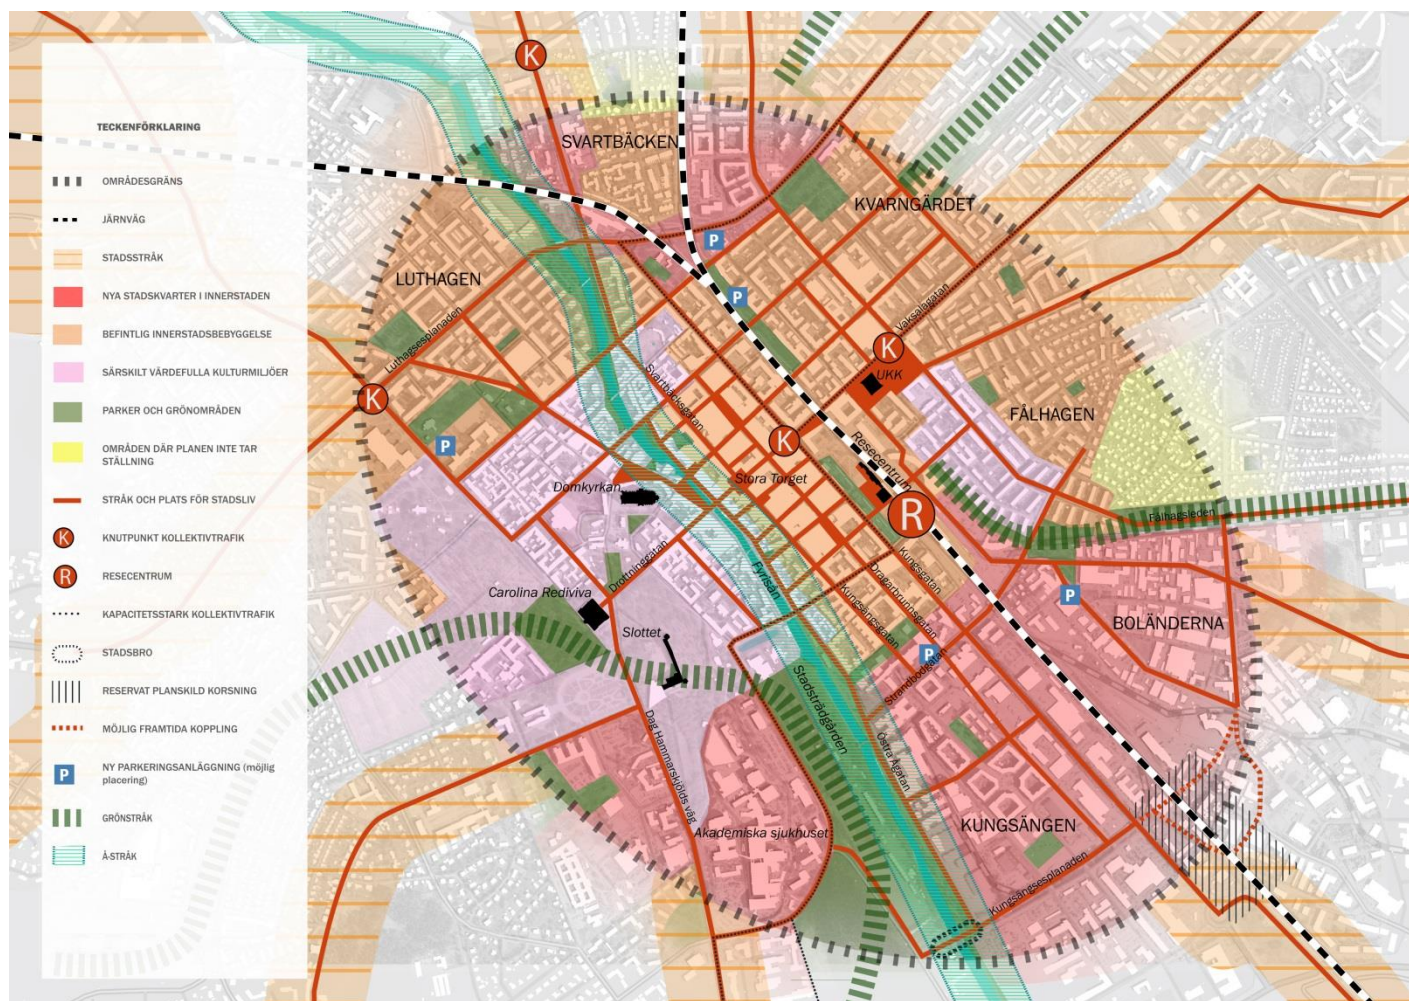 TECKENFÖRKLARING
OMRÅDESGRÄNS
JÄRNVÄG
STADSSTRÅK
NYA STADSKVARTER I INNERSTADEN
BEFINTLIG INNERSTADSBEBYGGELSE
SÄRSKILT VÄRDEFULLA KULTURMILJÖER
PARKER OCH GRÖNOMRÅDEN
OMRÅDEN DÄR PLANEN INTE TAR
STÄLLNING
STRÅK OCH PLATS FÖR STADSLIV
K
KNUTPUNKT KOLLEKTIVTRAFIK
R
RESECENTRUM
KAPACITETSSTARK KOLLEKTIVTRAFIK
STADSBRO
RESERVAT PLANSKILD KORSNING
MÖJLIG FRAMTIDA KOPPLING
P
NY PARKERINGSANLÄGGNING (möjlig
placering)
GRÖNSTRÅK
Å-STRÅK
K
SVARTBÄCKEN
KVARNGÄRDET
P
LUTHAGEN
P
Vaksalagatan
Luthagsesplanaden
K
UKK
Svartbäcksgatan
K
FÅLHAGEN
K
P
Resecentrum
Stora Torget
Domkyrkan
R
Fålhagsleden
Kungsgatan
Dragarbrunnsgatan
Fyrisån
Drottninggatan
Kungsängsgatan
Carolina Rediviva
P
BOLÄNDERNA
Slottet
P
Strandbodgatan
Stadsträdgården
Dag Hammarskjölds väg
Östra Ågatan
KUNGSÄNGEN
Akademiska sjukhuset
Kungsängsesplanaden